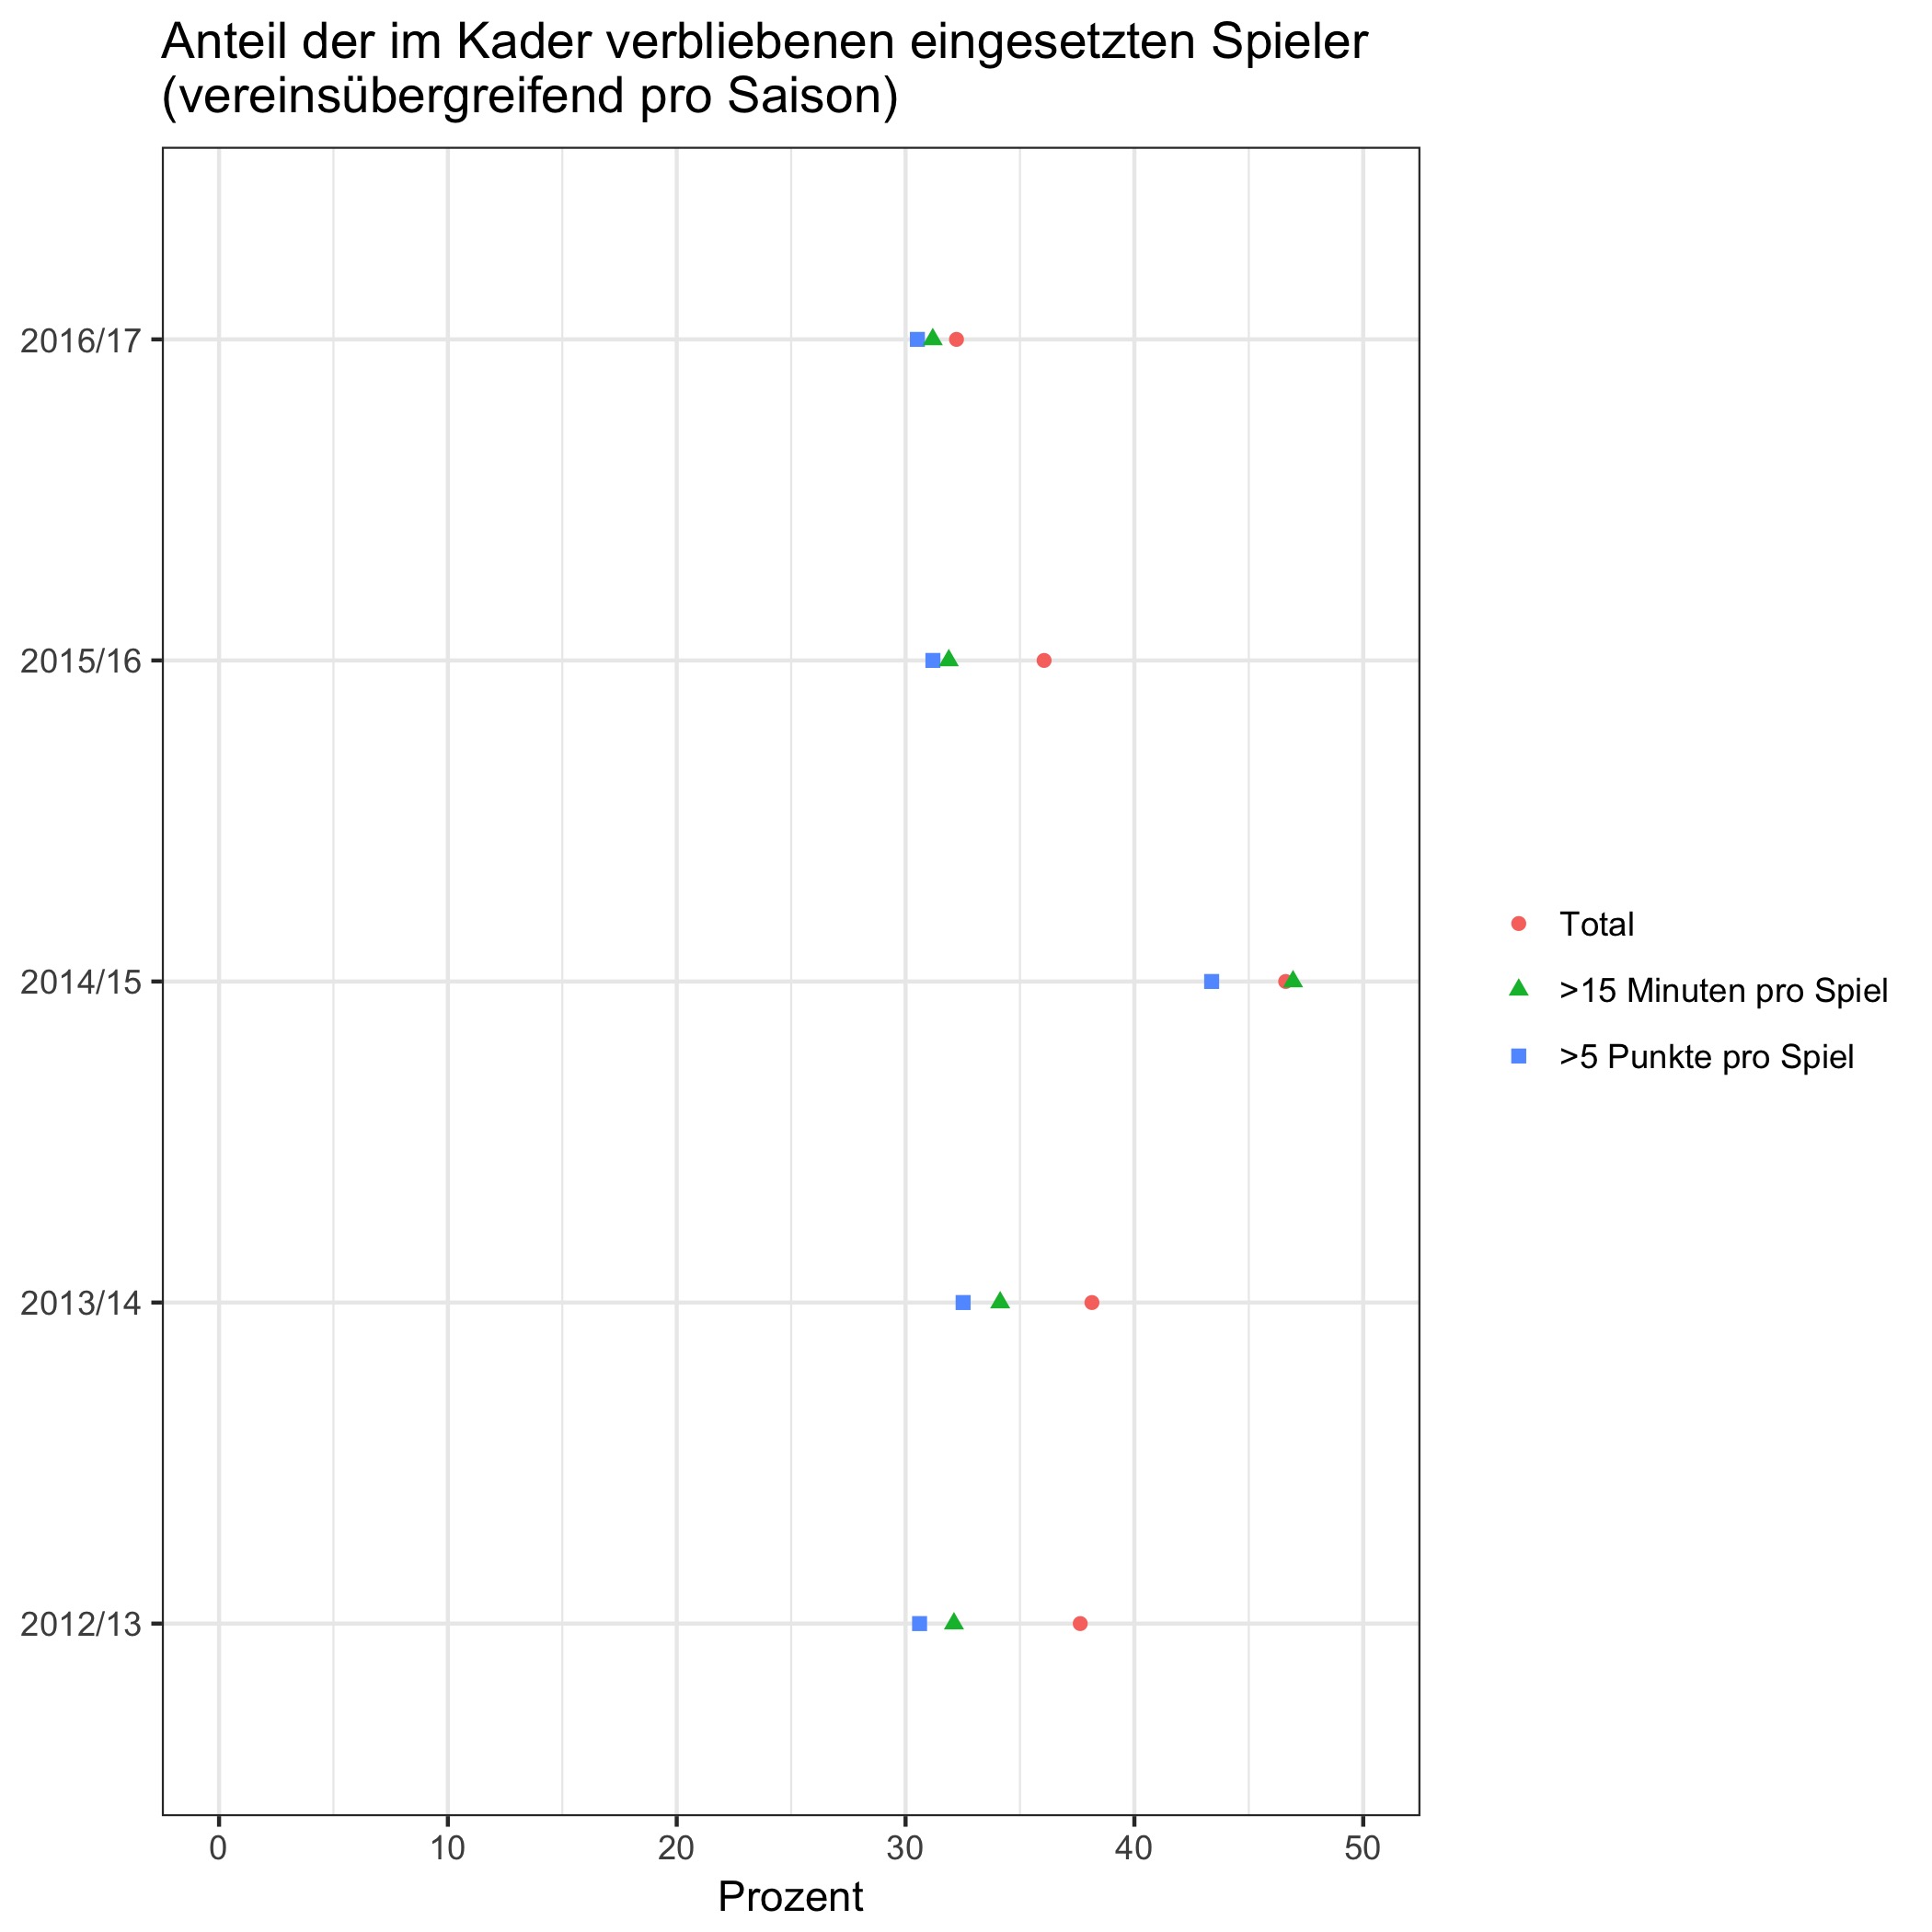 Anteil der im Kader verbliebenen eingesetzten Spieler
(vereinsübergreifend pro Saison)
2016/17
2015/16
2014/15
2013/14
2012/13
0 10 20 30 40 50
Prozent
Total
>15 Minuten pro Spiel
>5 Punkte pro Spiel